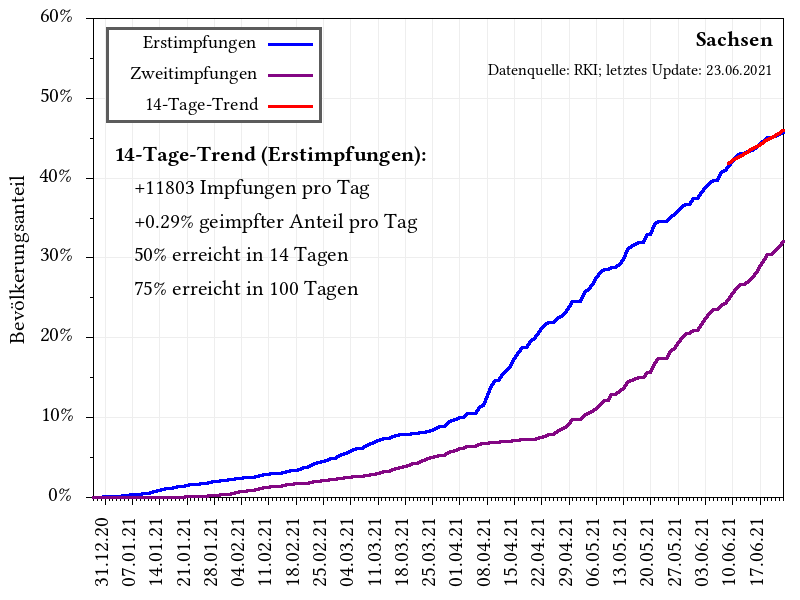 60%
50%
40%
30%
20%
10%
0%
Bevölkerungsanteil
Erstimpfungen
Zweitimpfungen
14-Tage-Trend
Sachsen
Datenquelle: RKI; letztes Update: 23.06.2021
14-Tage-Trend (Erstimpfungen):
+11803 Impfungen pro Tag
+0.29% geimpfter Anteil pro Tag
50% erreicht in 14 Tagen
75% erreicht in 100 Tagen
31.12.20
07.01.21
14.01.21
21.01.21
28.01.21
04.02.21
11.02.21
18.02.21
25.02.21
04.03.21
11.03.21
18.03.21
25.03.21
01.04.21
08.04.21
15.04.21
22.04.21
29.04.21
06.05.21
13.05.21
20.05.21
27.05.21
03.06.21
10.06.21
17.06.21